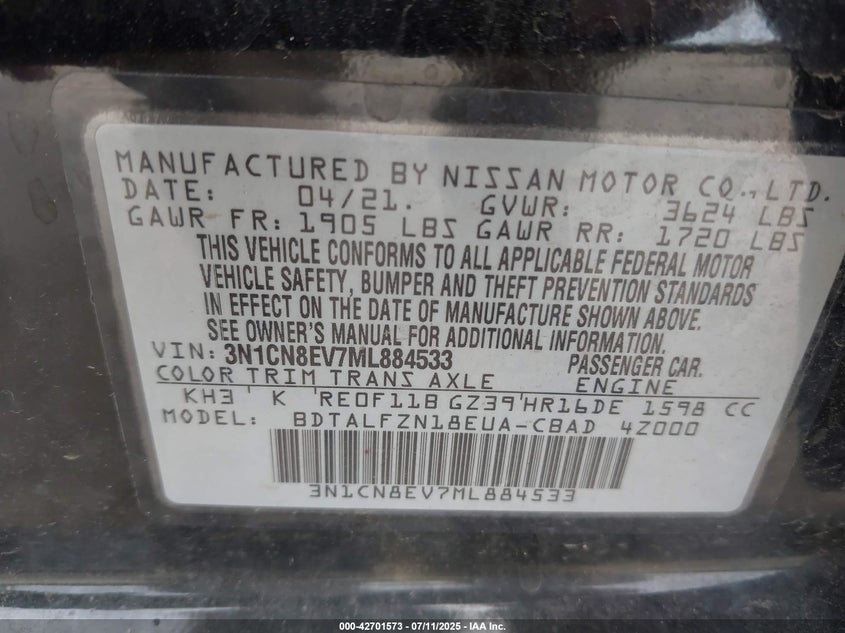 MANUFACTURED BY NISSAN MOTOR CO., LTD.
DATE: 04/21. GVWR: 3624 LBS
GAWR FR: 1905 LBS GAWR RR: 1720 LBS
THIS VEHICLE CONFORMS TO ALL APPLICABLE FEDERAL MOTOR
VEHICLE SAFETY, BUMPER AND THEFT PREVENTION STANDARDS
IN EFFECT ON THE DATE OF MANUFACTURE SHOWN ABOVE.
SEE OWNER'S MANUAL FOR ADDITIONAL INFORMATION.
VIN: 3N1CN8EV7ML884533 PASSENGER CAR.
COLOR TRIM TRANS AXLE ENGINE
KH3 K RE0F11B GZ39 HR16DE 1598 CC
MODEL: BDTALFZN18EUA-CBAD 4Z000
3N1CN8EV7ML884533
000-42701573 - 07/11/2025 - IAA Inc.